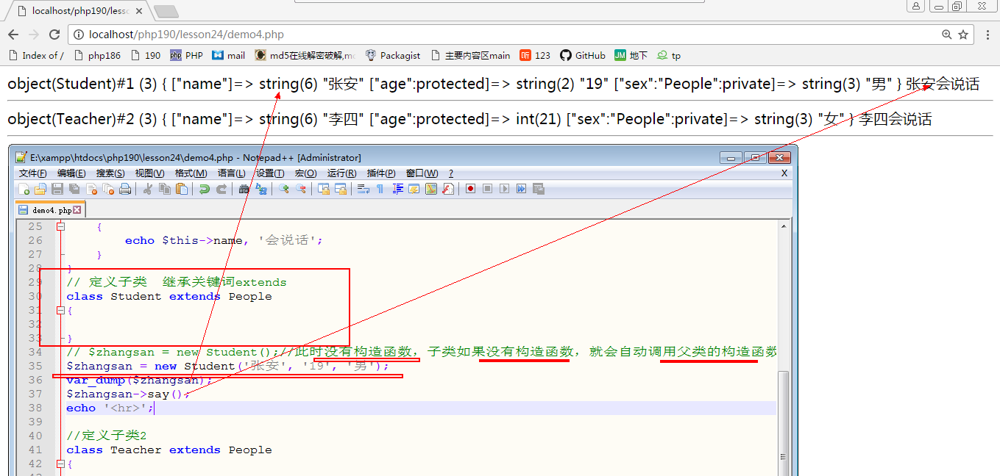 localhost/php190/less
localhost/php190/lesson24/demo4.php
Index of / php186 190 PHP mail md5在线解密破解,mc Packagist 主要内容区main 123 GitHub JM 地下 tp
object(Student)#1 (3) { ["name"]=> string(6) "张安" ["age":protected]=> string(2) "19" ["sex":"People":private]=> string(3) "男" } 张安会说话
object(Teacher)#2 (3) { ["name"]=> string(6) "李四" ["age":protected]=> int(21) ["sex":"People":private]=> string(3) "女" } 李四会说话
E:\xampp\htdocs\php190\lesson24\demo4.php - Notepad++ [Administrator]
文件(F) 编辑(E) 搜索(S) 视图(V) 格式(M) 语言(L) 设置(T) 宏(O) 运行(R) 插件(P) 窗口(W) ? X
demo4.php
25 {
26 echo $this->name, '会说话';
27 }
28 }
29 // 定义子类 继承关键词extends
30 class Student extends People
31 {
32
33 }
34 // $zhangsan = new Student();//此时没有构造函数，子类如果没有构造函数，就会自动调用父类的构造函数
35 $zhangsan = new Student('张安', '19', '男');
36 var_dump($zhangsan);
37 $zhangsan->say();
38 echo '<hr>';
39
40 //定义子类2
41 class Teacher extends People
42 {